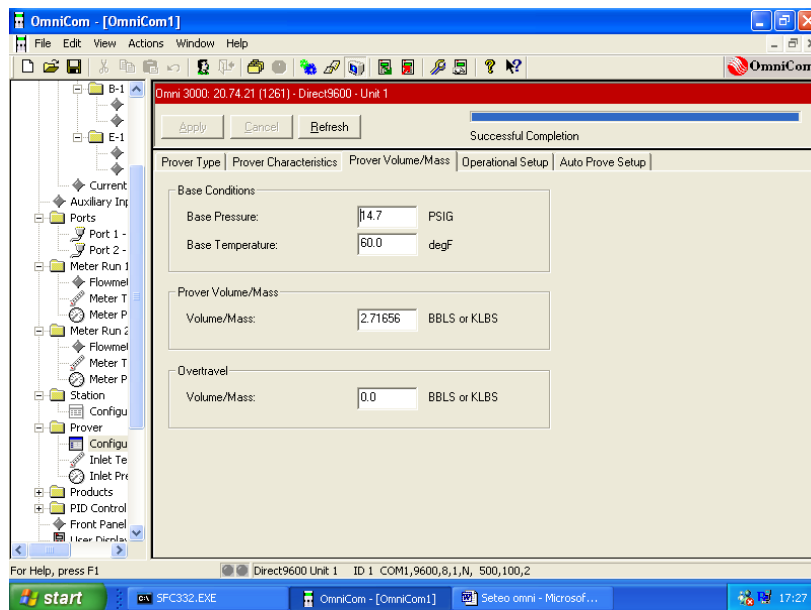 OmniCom - [OmniCom1]
File Edit View Actions Window Help
OmniCom
B-1
E-1
Current
Auxiliary Inp
Ports
Port 1 -
Port 2 -
Meter Run 1
Flowmet
Meter T
Meter P
Meter Run 2
Flowmet
Meter T
Meter P
Station
Configu
Prover
Configu
Inlet Te
Inlet Pre
Products
PID Control
Front Panel
User Display
Omni 3000: 20.74.21 (1261) - Direct9600 - Unit 1
Apply Cancel Refresh
Successful Completion
Prover Type Prover Characteristics Prover Volume/Mass Operational Setup Auto Prove Setup
Base Conditions
Base Pressure: 14.7 PSIG
Base Temperature: 60.0 degF
Prover Volume/Mass
Volume/Mass: 2.71656 BBLS or KLBS
Overtravel
Volume/Mass: 0.0 BBLS or KLBS
For Help, press F1 Direct9600 Unit 1 ID 1 COM1,9600,8,1,N, 500,100,2
start SFC332.EXE OmniCom - [OmniCom1] Seteo omni - Microsof... 17:27